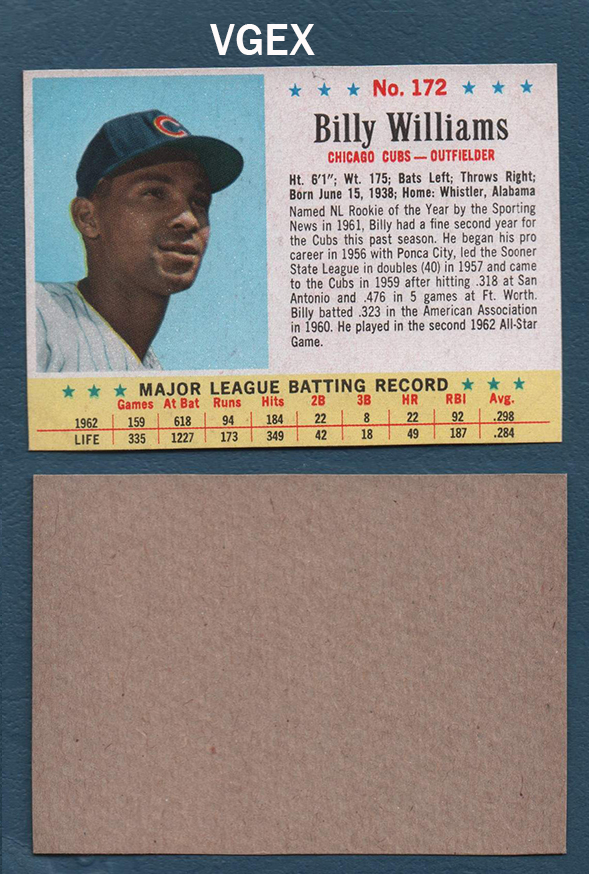 VGEX
★ ★ ★ No. 172 ★ ★ ★
Billy Williams
CHICAGO CUBS — OUTFIELDER
Ht. 6'1"; Wt. 175; Bats Left; Throws Right;
Born June 15, 1938; Home: Whistler, Alabama
Named NL Rookie of the Year by the Sporting
News in 1961, Billy had a fine second year for
the Cubs this past season. He began his pro
career in 1956 with Ponca City, led the Sooner
State League in doubles (40) in 1957 and came
to the Cubs in 1959 after hitting .318 at San
Antonio and .476 in 5 games at Ft. Worth.
Billy batted .323 in the American Association
in 1960. He played in the second 1962 All-Star
Game.
C
★ ★ ★ MAJOR LEAGUE BATTING RECORD ★ ★ ★
Games At Bat Runs Hits 2B 3B HR RBI Avg.
1962 159 618 94 184 22 8 22 92 .298
LIFE 335 1227 173 349 42 18 49 187 .284